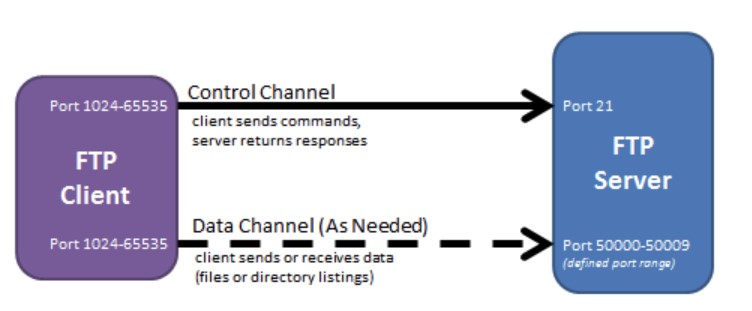 Control Channel
Port 1024-65535
Port 21
client sends commands,
server returns responses
FTP
Client
FTP
Server
Data Channel (As Needed)
Port 1024-65535
Port 50000-50009
client sends or receives data
(files or directory listings)
(defined port range)